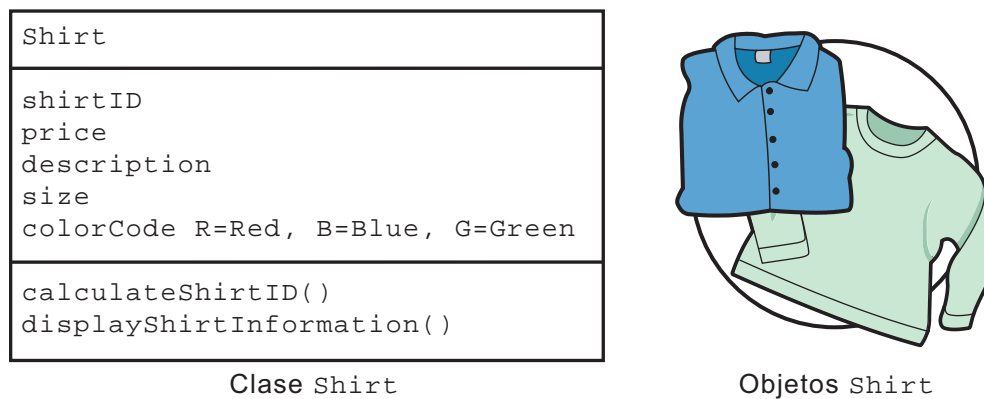 Shirt
shirtID
price
description
size
colorCode R=Red, B=Blue, G=Green
calculateShirtID()
displayShirtInformation()
Clase Shirt
Objetos Shirt